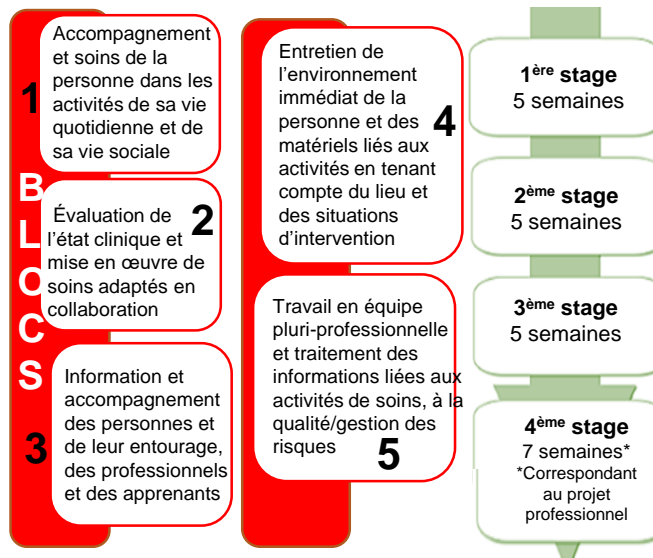 1
Accompagnement
et soins de la
personne dans les
activités de sa vie
quotidienne et de
sa vie sociale
BLOCS
2
Évaluation de
l'état clinique et
mise en œuvre de
soins adaptés en
collaboration
3
Information et
accompagnement
des personnes et
de leur entourage,
des professionnels
et des apprenants
4
Entretien de
l'environnement
immédiat de la
personne et des
matériels liés aux
activités en tenant
compte du lieu et
des situations
d'intervention
Travail en équipe
pluri-professionnelle
et traitement des
informations liées aux
activités de soins, à la
qualité/gestion des
risques
5
1ère stage
5 semaines
2ème stage
5 semaines
3ème stage
5 semaines
4ème stage
7 semaines*
*Correspondant
au projet
professionnel